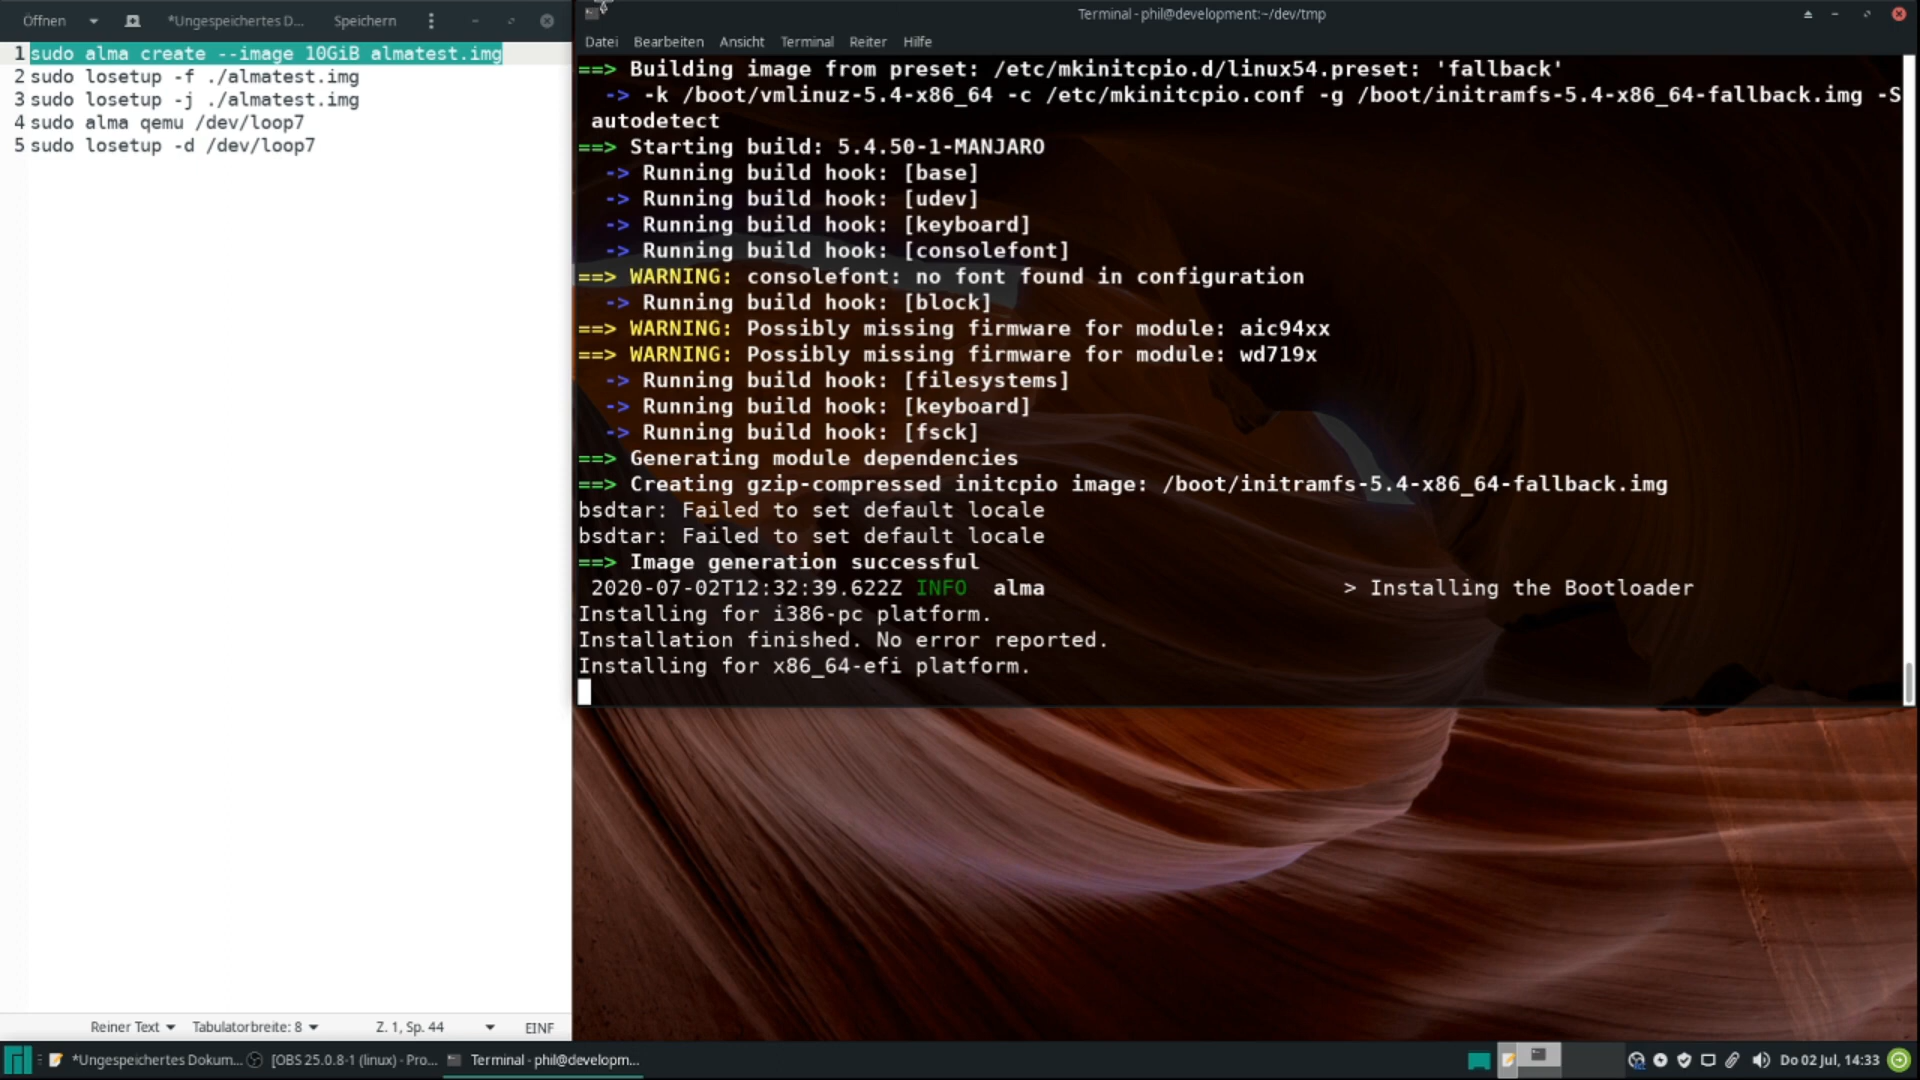 Öffnen
*Ungespeichertes D...
Speichern
1 sudo alma create --image 10GiB almatest.img
2 sudo losetup -f ./almatest.img
3 sudo losetup -j ./almatest.img
4 sudo alma qemu /dev/loop7
5 sudo losetup -d /dev/loop7
Reiner Text
Tabulatorbreite: 8
Z. 1, Sp. 44
EINF
Terminal - phil@development:~/dev/tmp
Datei Bearbeiten Ansicht Terminal Reiter Hilfe
==> Building image from preset: /etc/mkinitcpio.d/linux54.preset: 'fallback'
-> -k /boot/vmlinuz-5.4-x86_64 -c /etc/mkinitcpio.conf -g /boot/initramfs-5.4-x86_64-fallback.img -S
autodetect
==> Starting build: 5.4.50-1-MANJARO
-> Running build hook: [base]
-> Running build hook: [udev]
-> Running build hook: [keyboard]
-> Running build hook: [consolefont]
==> WARNING: consolefont: no font found in configuration
-> Running build hook: [block]
==> WARNING: Possibly missing firmware for module: aic94xx
==> WARNING: Possibly missing firmware for module: wd719x
-> Running build hook: [filesystems]
-> Running build hook: [keyboard]
-> Running build hook: [fsck]
==> Generating module dependencies
==> Creating gzip-compressed initcpio image: /boot/initramfs-5.4-x86_64-fallback.img
bsdtar: Failed to set default locale
bsdtar: Failed to set default locale
==> Image generation successful
2020-07-02T12:32:39.622Z INFO alma > Installing the Bootloader
Installing for i386-pc platform.
Installation finished. No error reported.
Installing for x86_64-efi platform.
*Ungespeichertes Dokum...
[OBS 25.0.8-1 (linux) - Pro...
Terminal - phil@developm...
Do 02 Jul, 14:33